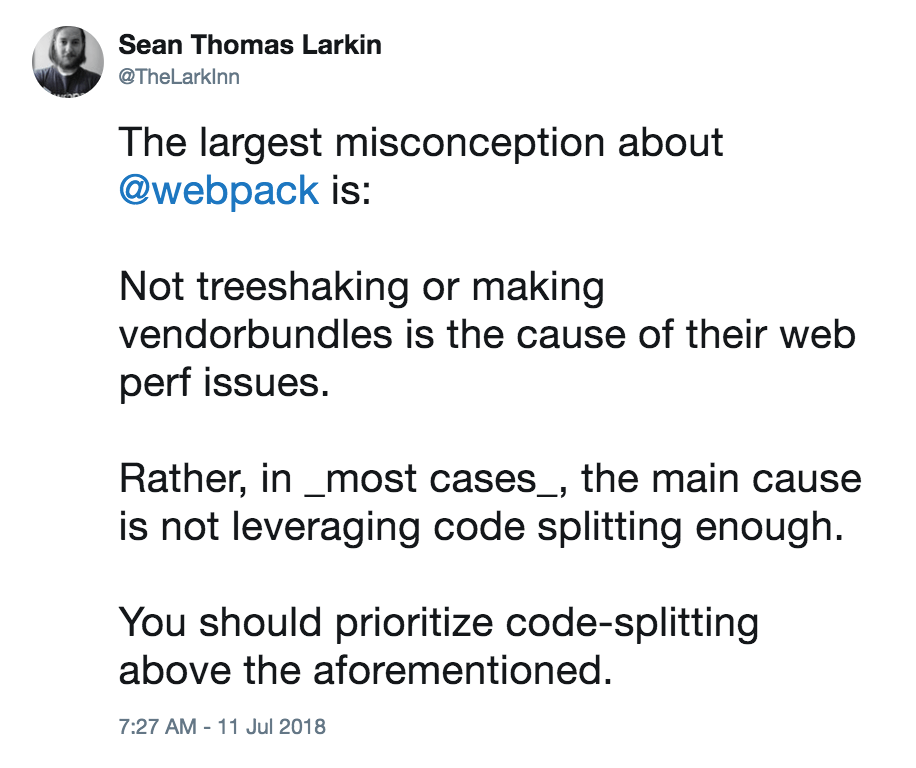 Sean Thomas Larkin
@TheLarkInn
The largest misconception about
@webpack is:
Not treeshaking or making
vendorbundles is the cause of their web
perf issues.
Rather, in _most cases_, the main cause
is not leveraging code splitting enough.
You should prioritize code-splitting
above the aforementioned.
7:27 AM - 11 Jul 2018